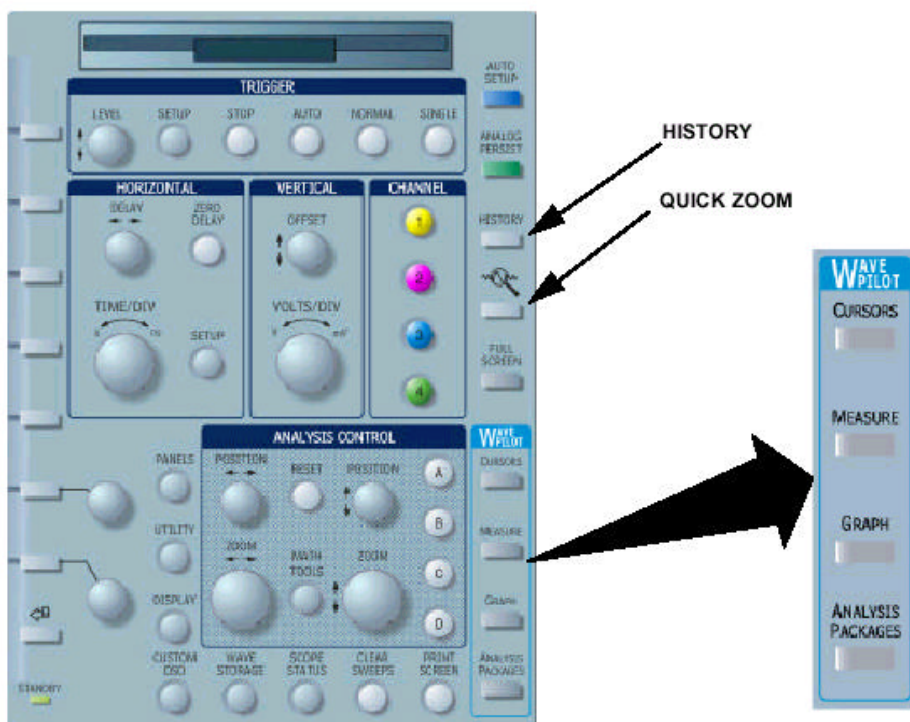 TRIGGER
LEVEL
SETUP
STOP
AUTO
NORMAL
SINGLE
AUTO
SETUP
ANALOG
PERSIST
HISTORY
FULL
SCREEN
HORIZONTAL
DELAY
ZERO
DELAY
TIME/DIV
s
ns
SETUP
VERTICAL
OFFSET
VOLTS/DIV
V
mV
CHANNEL
1
2
3
4
HISTORY
QUICK ZOOM
PANELS
UTILITY
DISPLAY
ANALYSIS CONTROL
POSITION
RESET
POSITION
ZOOM
MATH
TOOLS
ZOOM
A
B
C
D
WAVE
PILOT
CURSORS
MEASURE
GRAPH
ANALYSIS
PACKAGES
STANDBY
CUSTOM
DSO
WAVE
STORAGE
SCOPE
STATUS
CLEAR
SWEEPS
PRINT
SCREEN
WAVE
PILOT
CURSORS
MEASURE
GRAPH
ANALYSIS
PACKAGES